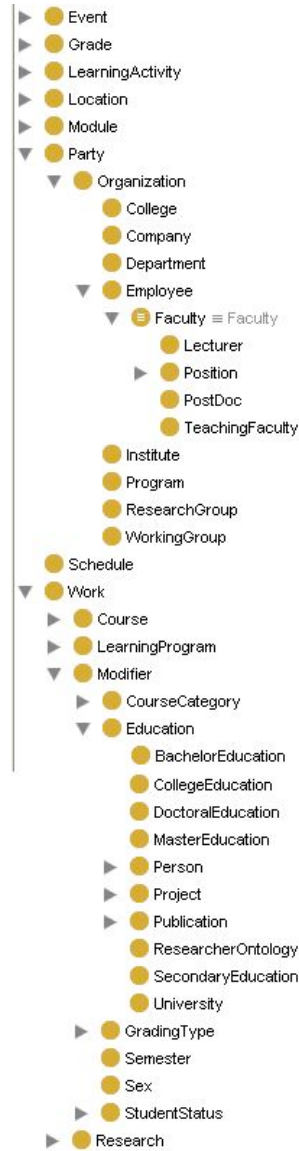 Event
Grade
LearningActivity
Location
Module
Party
Organization
College
Company
Department
Employee
Faculty ≡ Faculty
Lecturer
Position
PostDoc
TeachingFaculty
Institute
Program
ResearchGroup
WorkingGroup
Schedule
Work
Course
LearningProgram
Modifier
CourseCategory
Education
BachelorEducation
CollegeEducation
DoctoralEducation
MasterEducation
Person
Project
Publication
ResearcherOntology
SecondaryEducation
University
GradingType
Semester
Sex
StudentStatus
Research